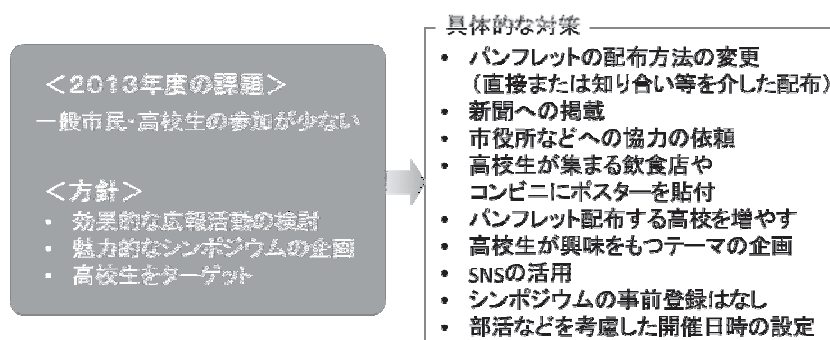 ＜2013年度の課題＞
一般市民・高校生の参加が少ない
＜方針＞
・ 効果的な広報活動の検討
・ 魅力的なシンポジウムの企画
・ 高校生をターゲット
具体的な対策
・ パンフレットの配布方法の変更
（直接または知り合い等を介した配布）
・ 新聞への掲載
・ 市役所などへの協力の依頼
・ 高校生が集まる飲食店や
コンビニにポスターを貼付
・ パンフレット配布する高校を増やす
・ 高校生が興味をもつテーマの企画
・ SNSの活用
・ シンポジウムの事前登録はなし
・ 部活などを考慮した開催日時の設定